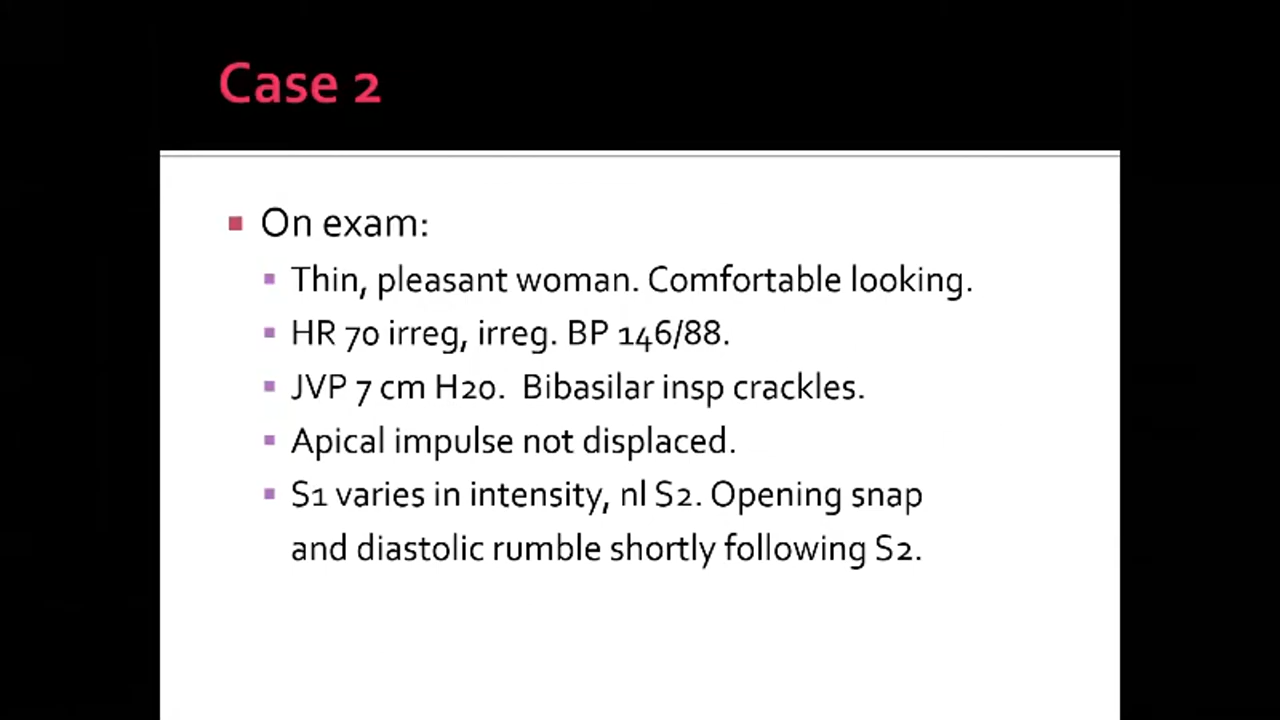 Case 2
On exam:
Thin, pleasant woman. Comfortable looking.
HR 70 irreg, irreg. BP 146/88.
JVP 7 cm H20. Bibasilar insp crackles.
Apical impulse not displaced.
S1 varies in intensity, nl S2. Opening snap
and diastolic rumble shortly following S2.